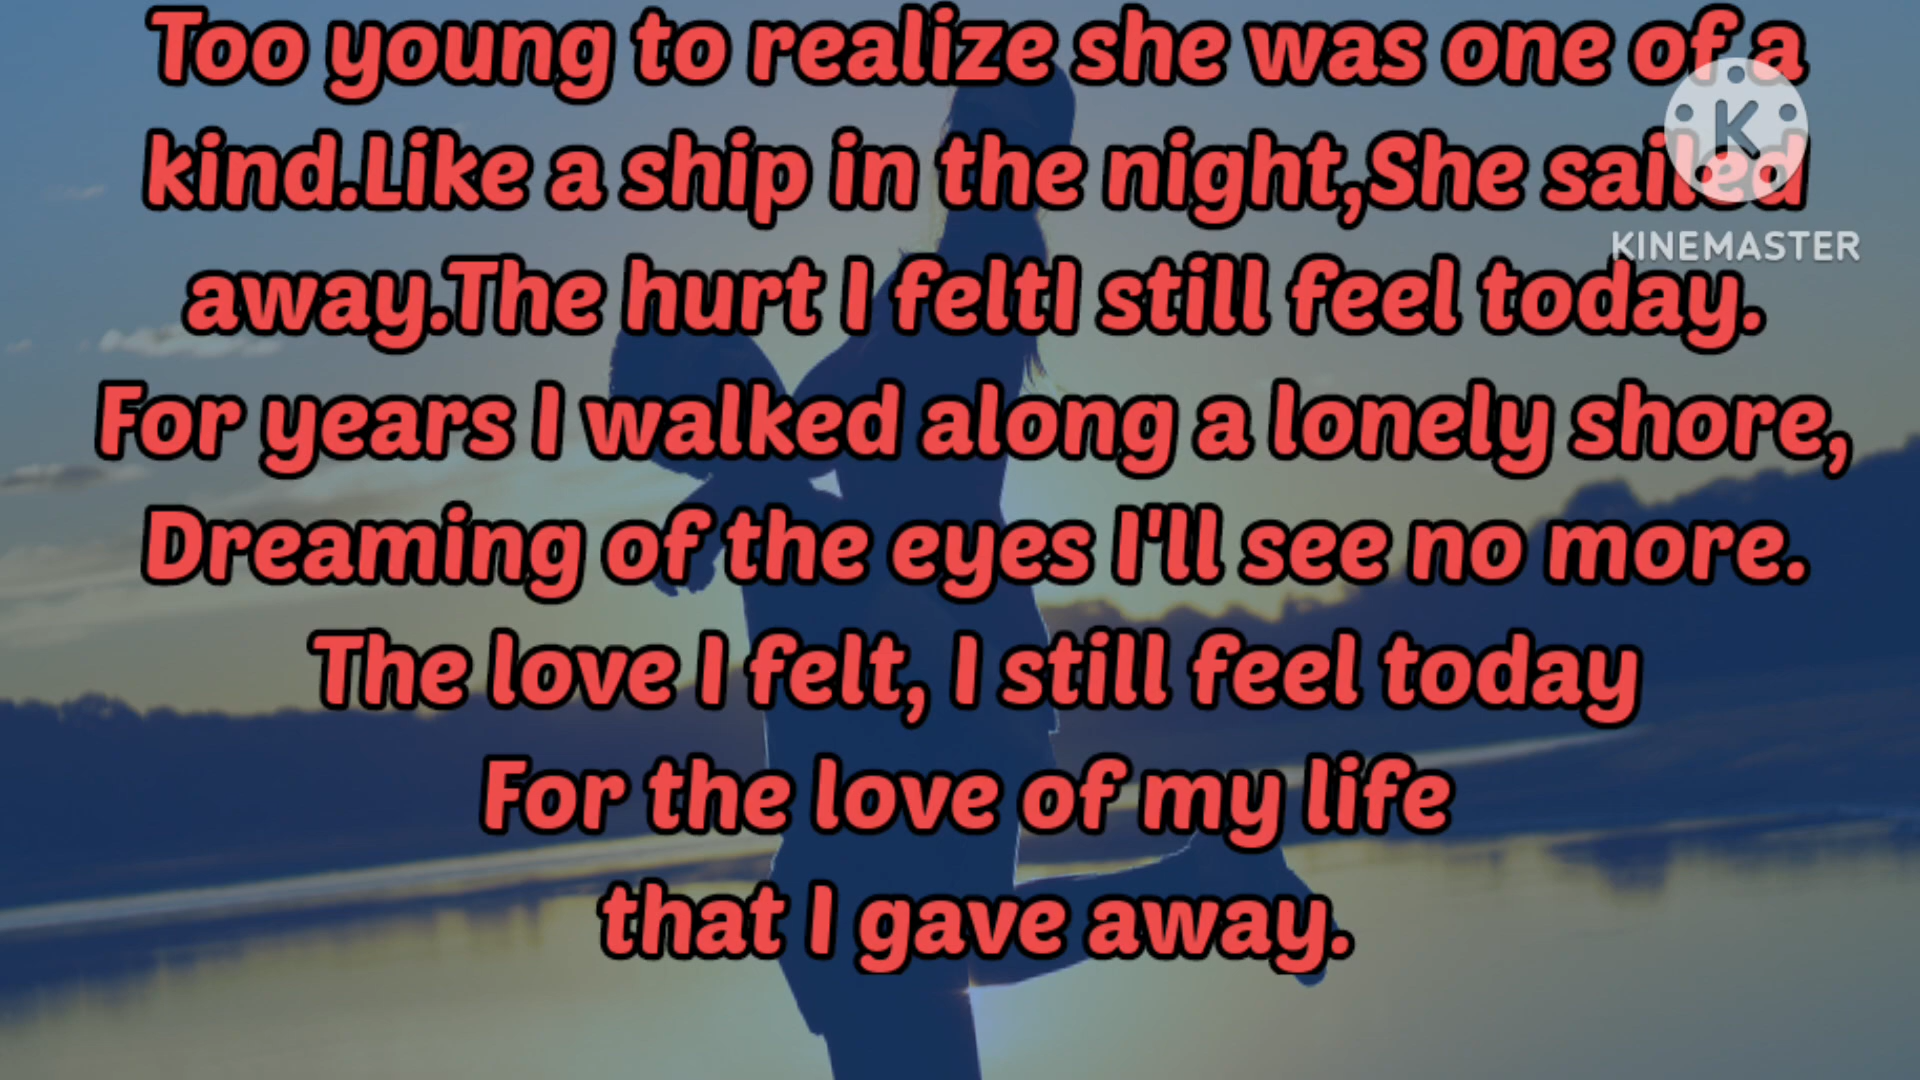 Too young to realize she was one of a
kind.Like a ship in the night,She sailed
away.The hurt I feltI still feel today.
For years I walked along a lonely shore,
Dreaming of the eyes I'll see no more.
The love I felt, I still feel today
For the love of my life
that I gave away.
K
KINEMASTER